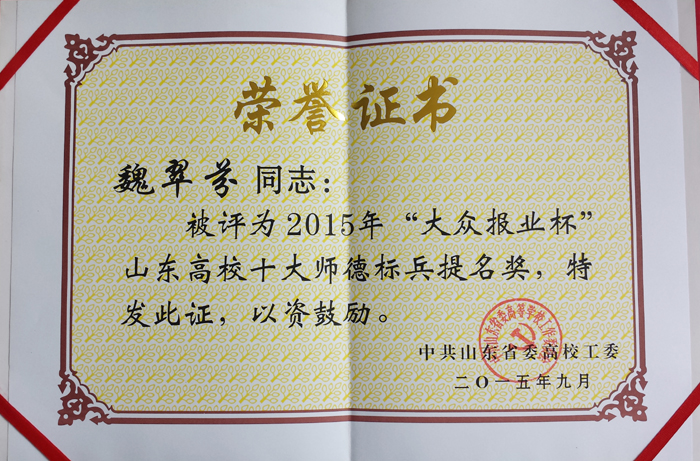 荣誉证书
魏翠芬 同志：
被评为2015年“大众报业杯”
山东高校十大师德标兵提名奖，特
发此证，以资鼓励。
中共山东省委高校工委
二〇一五年九月